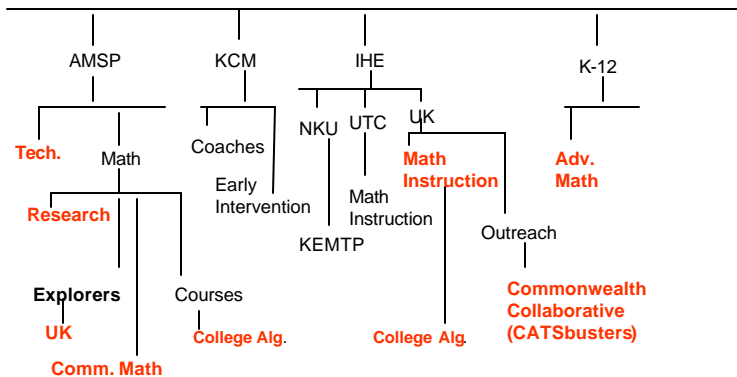 AMSP
KCM
IHE
K-12
NKU
UTC
UK
Tech.
Math
Coaches
Early
Intervention
KEMTP
Math
Instruction
Math
Instruction
Adv.
Math
Research
Outreach
Explorers
Courses
UK
College Alg.
College Alg.
Commonwealth
Collaborative
(CATSbusters)
Comm. Math